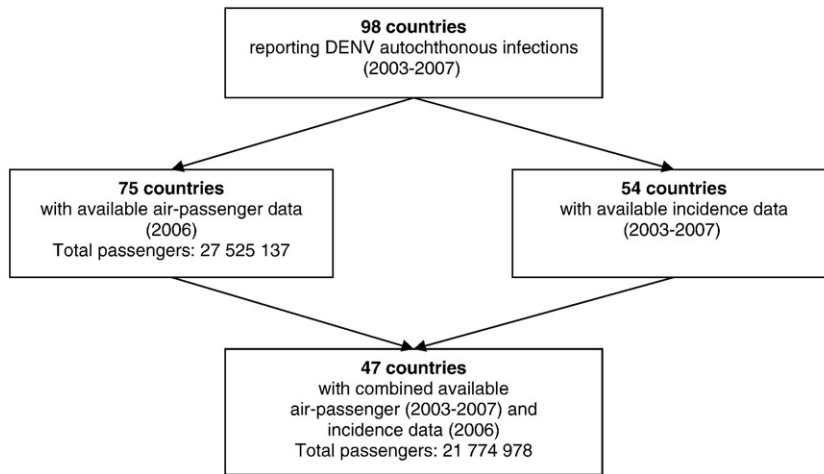 98 countries
reporting DENV autochthonous infections
(2003-2007)
75 countries
with available air-passenger data
(2006)
Total passengers: 27 525 137
54 countries
with available incidence data
(2003-2007)
47 countries
with combined available
air-passenger (2003-2007) and
incidence data (2006)
Total passengers: 21 774 978